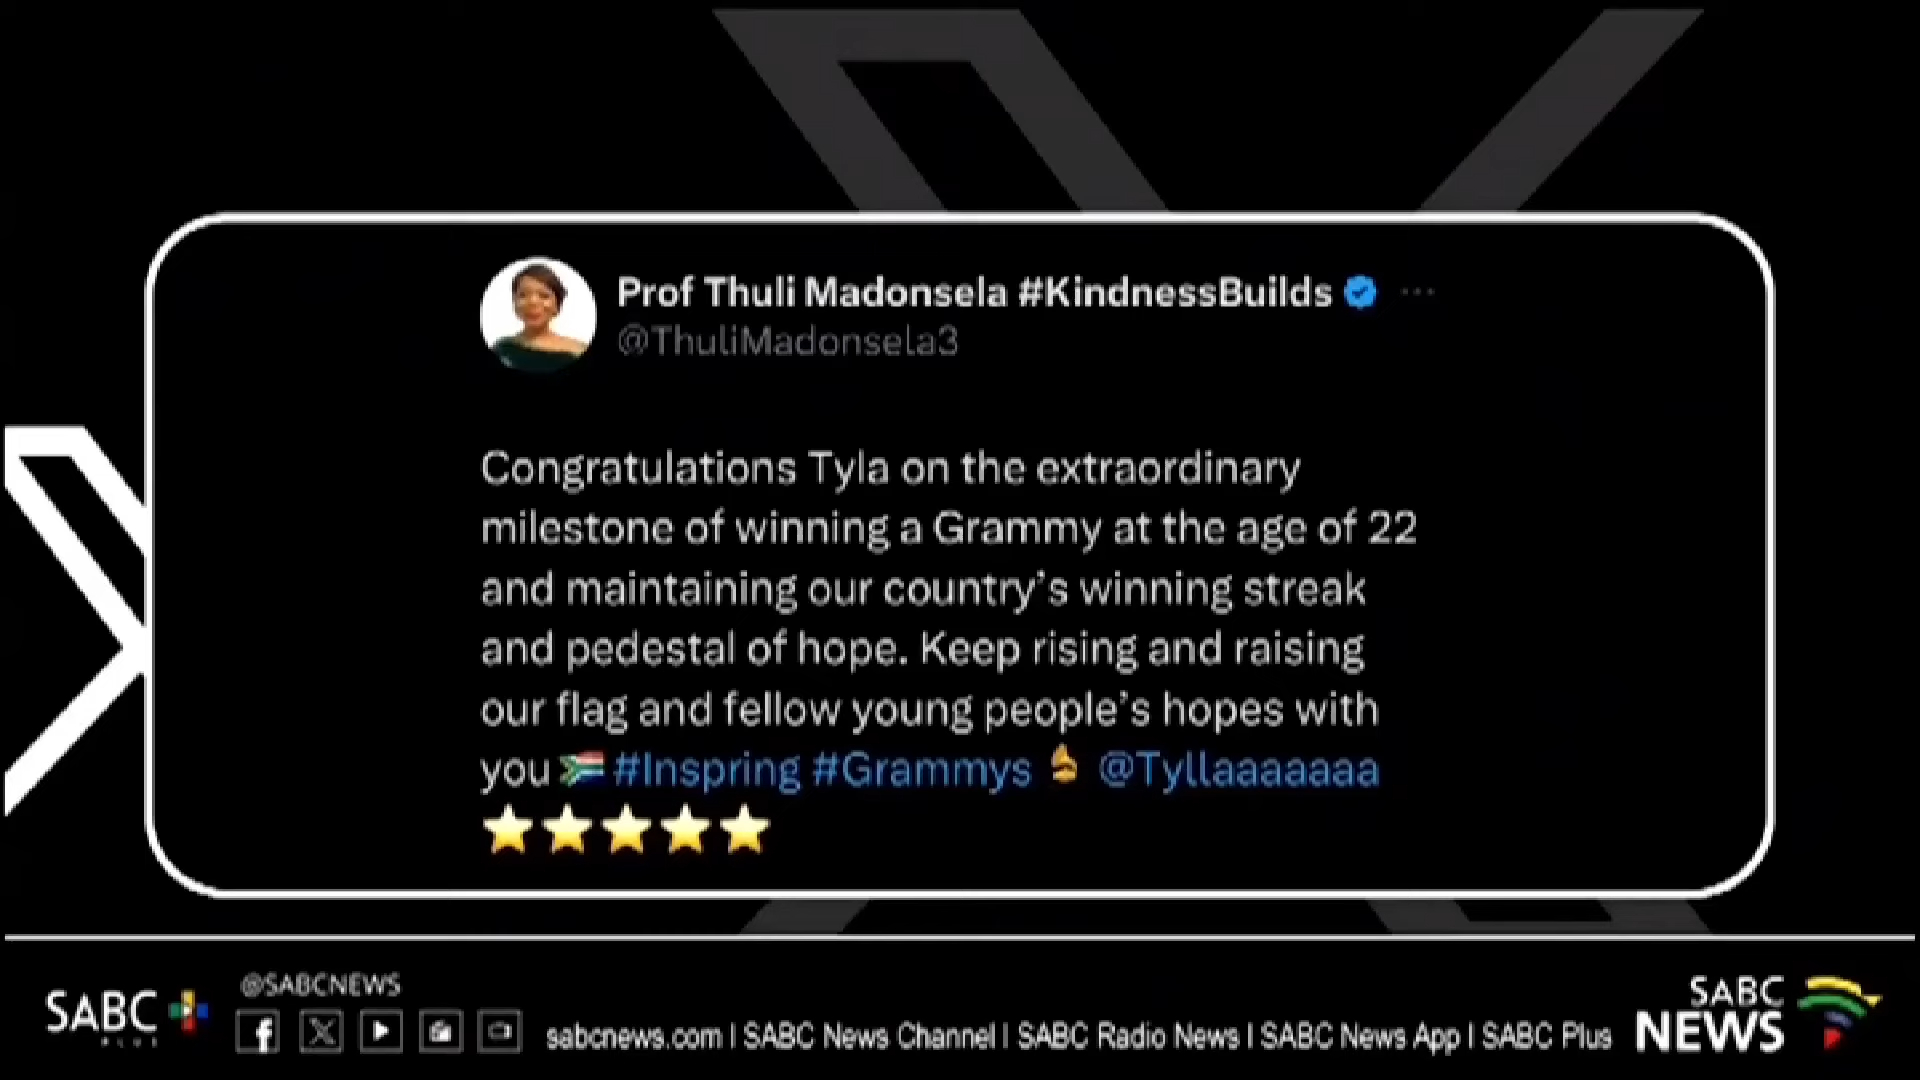 Prof Thuli Madonsela #KindnessBuilds
@ThuliMadonsela3
Congratulations Tyla on the extraordinary
milestone of winning a Grammy at the age of 22
and maintaining our country's winning streak
and pedestal of hope. Keep rising and raising
our flag and fellow young people's hopes with
you 🇿🇦 #Inspring #Grammys @Tyllaaaaaaa
⭐⭐⭐⭐⭐
SABC
PLUS
@SABCNEWS
sabcnews.com | SABC News Channel | SABC Radio News | SABC News App | SABC Plus
SABC
NEWS